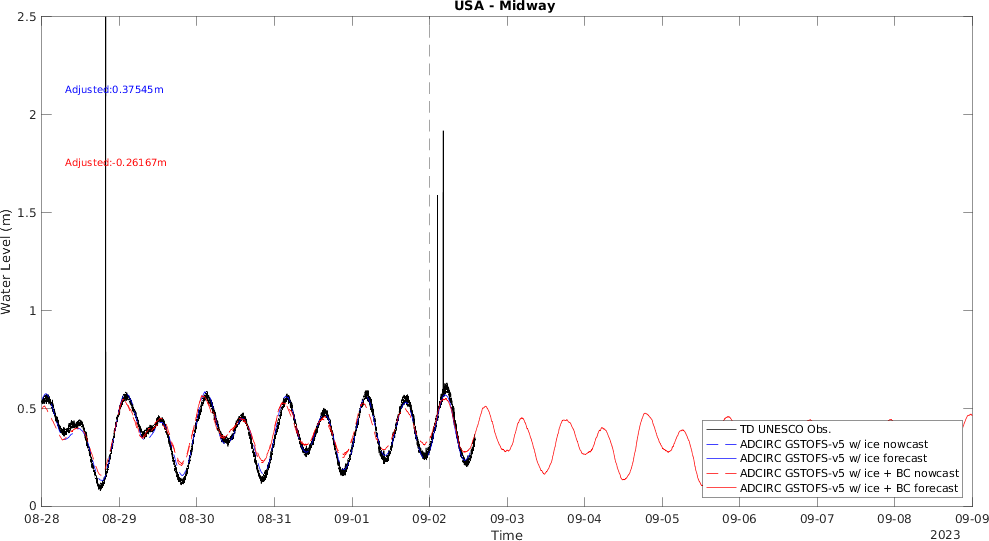 USA - Midway
2.5
Adjusted:0.37545m
2
Adjusted:-0.26167m
1.5
Water Level (m)
1
0.5
0
TD UNESCO Obs.
ADCIRC GSTOFS-v5 w/ ice nowcast
ADCIRC GSTOFS-v5 w/ ice forecast
ADCIRC GSTOFS-v5 w/ ice + BC nowcast
ADCIRC GSTOFS-v5 w/ ice + BC forecast
08-28 08-29 08-30 08-31 09-01 09-02 09-03 09-04 09-05 09-06 09-07 09-08 09-09
Time
2023